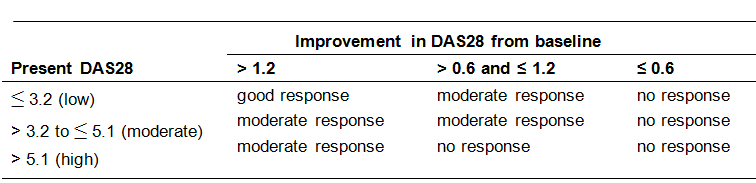 Improvement in DAS28 from baseline
Present DAS28 > 1.2 > 0.6 and ≤ 1.2 ≤ 0.6
≤ 3.2 (low) good response moderate response no response
> 3.2 to ≤ 5.1 (moderate) moderate response moderate response no response
> 5.1 (high) moderate response no response no response